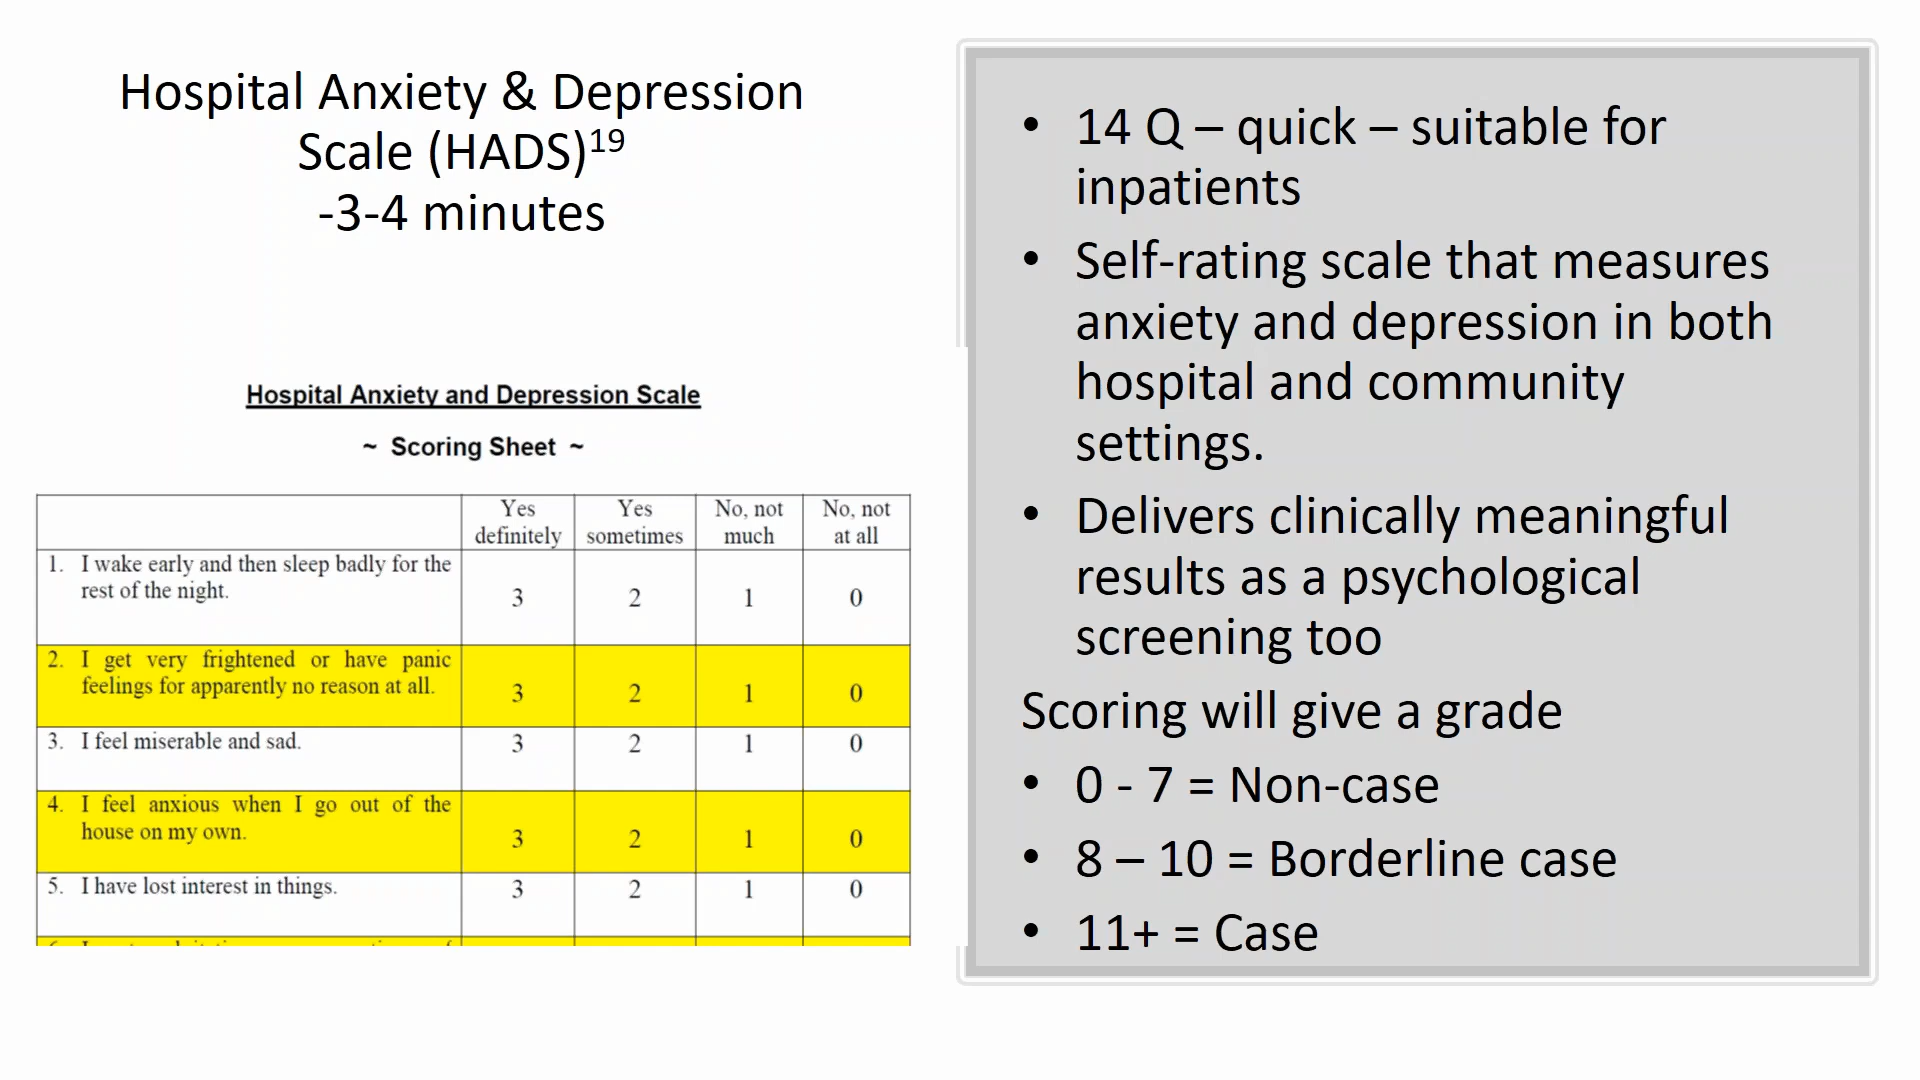 Hospital Anxiety & Depression
Scale (HADS)19
-3-4 minutes
Hospital Anxiety and Depression Scale
~ Scoring Sheet ~
Yes definitely | Yes sometimes | No, not much | No, not at all
1. I wake early and then sleep badly for the
rest of the night. 3 2 1 0
2. I get very frightened or have panic
feelings for apparently no reason at all. 3 2 1 0
3. I feel miserable and sad. 3 2 1 0
4. I feel anxious when I go out of the
house on my own. 3 2 1 0
5. I have lost interest in things. 3 2 1 0
• 14 Q – quick – suitable for
inpatients
• Self-rating scale that measures
anxiety and depression in both
hospital and community
settings.
• Delivers clinically meaningful
results as a psychological
screening too
Scoring will give a grade
• 0 - 7 = Non-case
• 8 – 10 = Borderline case
• 11+ = Case